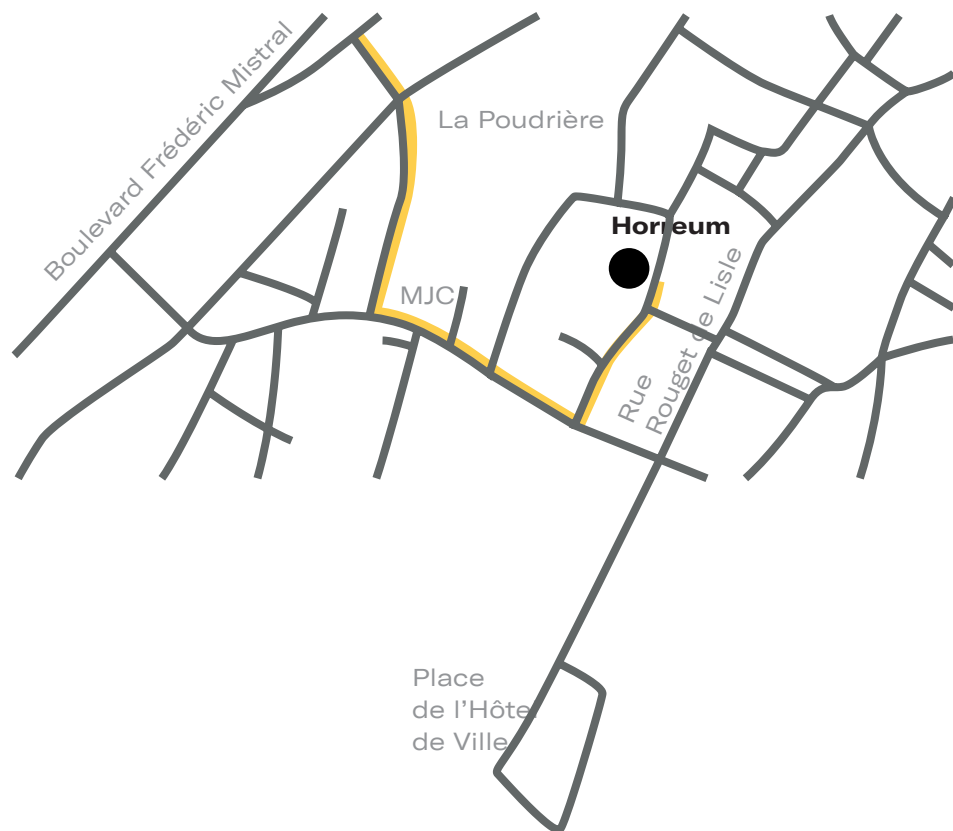 Boulevard Frédéric Mistral
La Poudrière
Horreum
MJC
Rue
Rouget de Lisle
Place
de l'Hôtel
de Ville